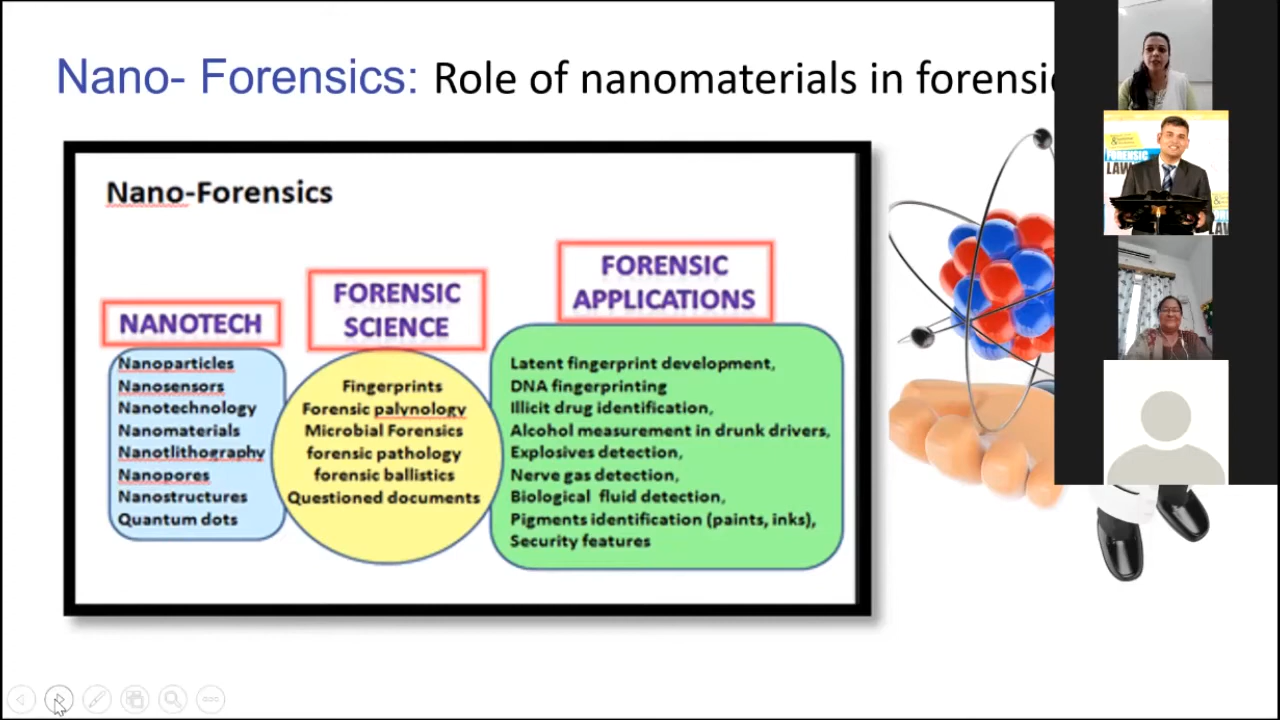 Nano- Forensics: Role of nanomaterials in forensi
Nano-Forensics
NANOTECH
Nanoparticles
Nanosensors
Nanotechnology
Nanomaterials
Nanotlithography
Nanopores
Nanostructures
Quantum dots
FORENSIC
SCIENCE
Fingerprints
Forensic palynology
Microbial Forensics
forensic pathology
forensic ballistics
Questioned documents
FORENSIC
APPLICATIONS
Latent fingerprint development,
DNA fingerprinting
Illicit drug identification,
Alcohol measurement in drunk drivers,
Explosives detection,
Nerve gas detection,
Biological fluid detection,
Pigments identification (paints, inks),
Security features
FORENSIC
LAW